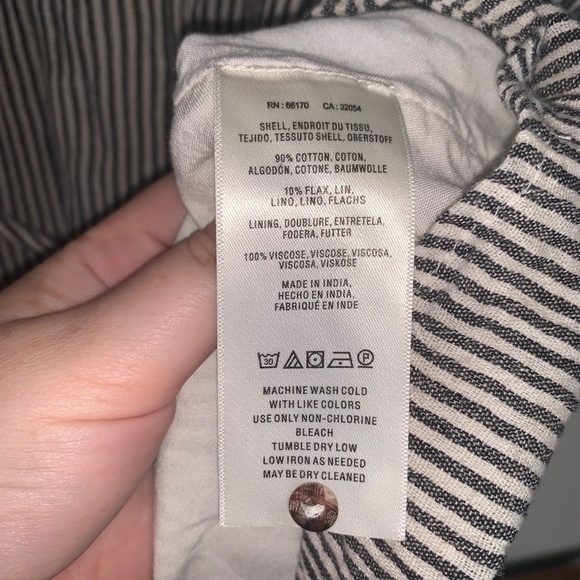 RN : 66170 CA : 32054
SHELL, ENDROIT DU TISSU,
TEJIDO, TESSUTO SHELL, OBERSTOFF
90% COTTON, COTON,
ALGODÓN, COTONE, BAUMWOLLE
10% FLAX, LIN,
LINO, LINO, FLACHS
LINING, DOUBLURE, ENTRETELA,
FODERA, FUTTER
100% VISCOSE, VISCOSE, VISCOSA,
VISCOSA, VISKOSE
MADE IN INDIA,
HECHO EN INDIA,
FABRIQUÉ EN INDE
30 P
MACHINE WASH COLD
WITH LIKE COLORS
USE ONLY NON-CHLORINE
BLEACH
TUMBLE DRY LOW
LOW IRON AS NEEDED
MAY BE DRY CLEANED